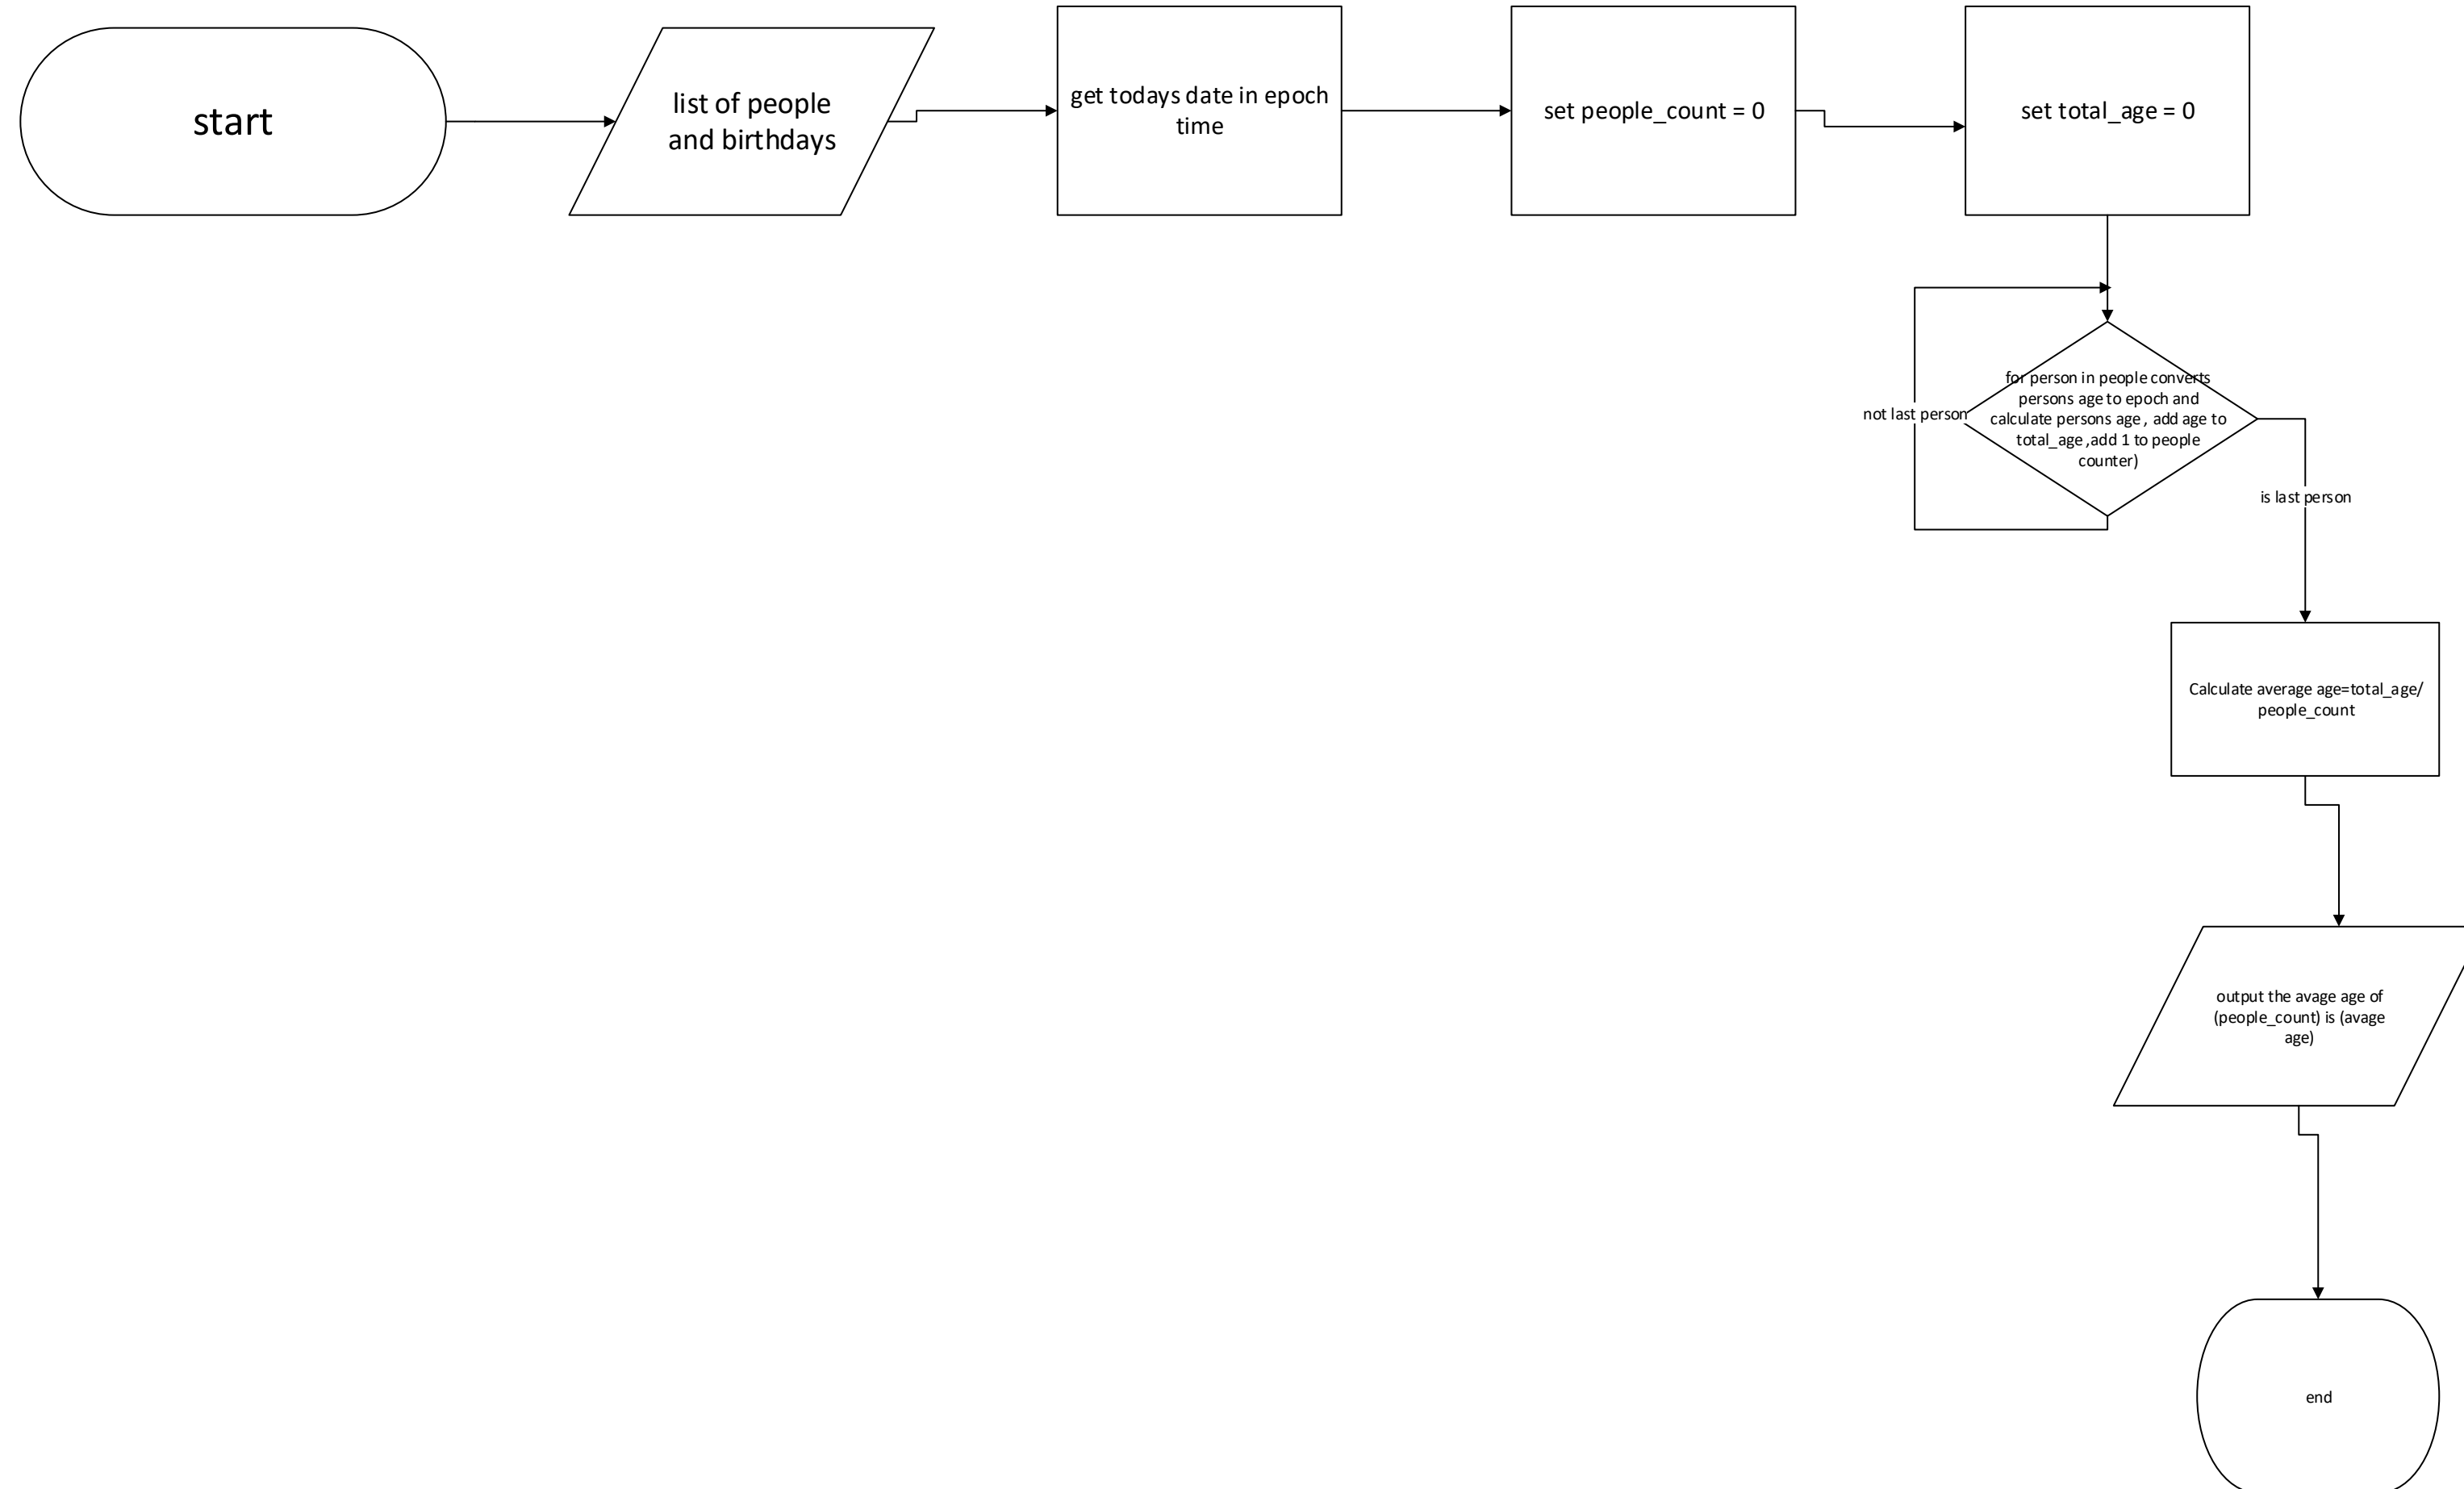 start
list of people
and birthdays
get todays date in epoch
time
set people_count = 0
set total_age = 0
for person in people converts
persons age to epoch and
calculate persons age , add age to
total_age ,add 1 to people
counter)
not last person
is last person
Calculate average age=total_age/
people_count
output the avage age of
(people_count) is (avage
age)
end